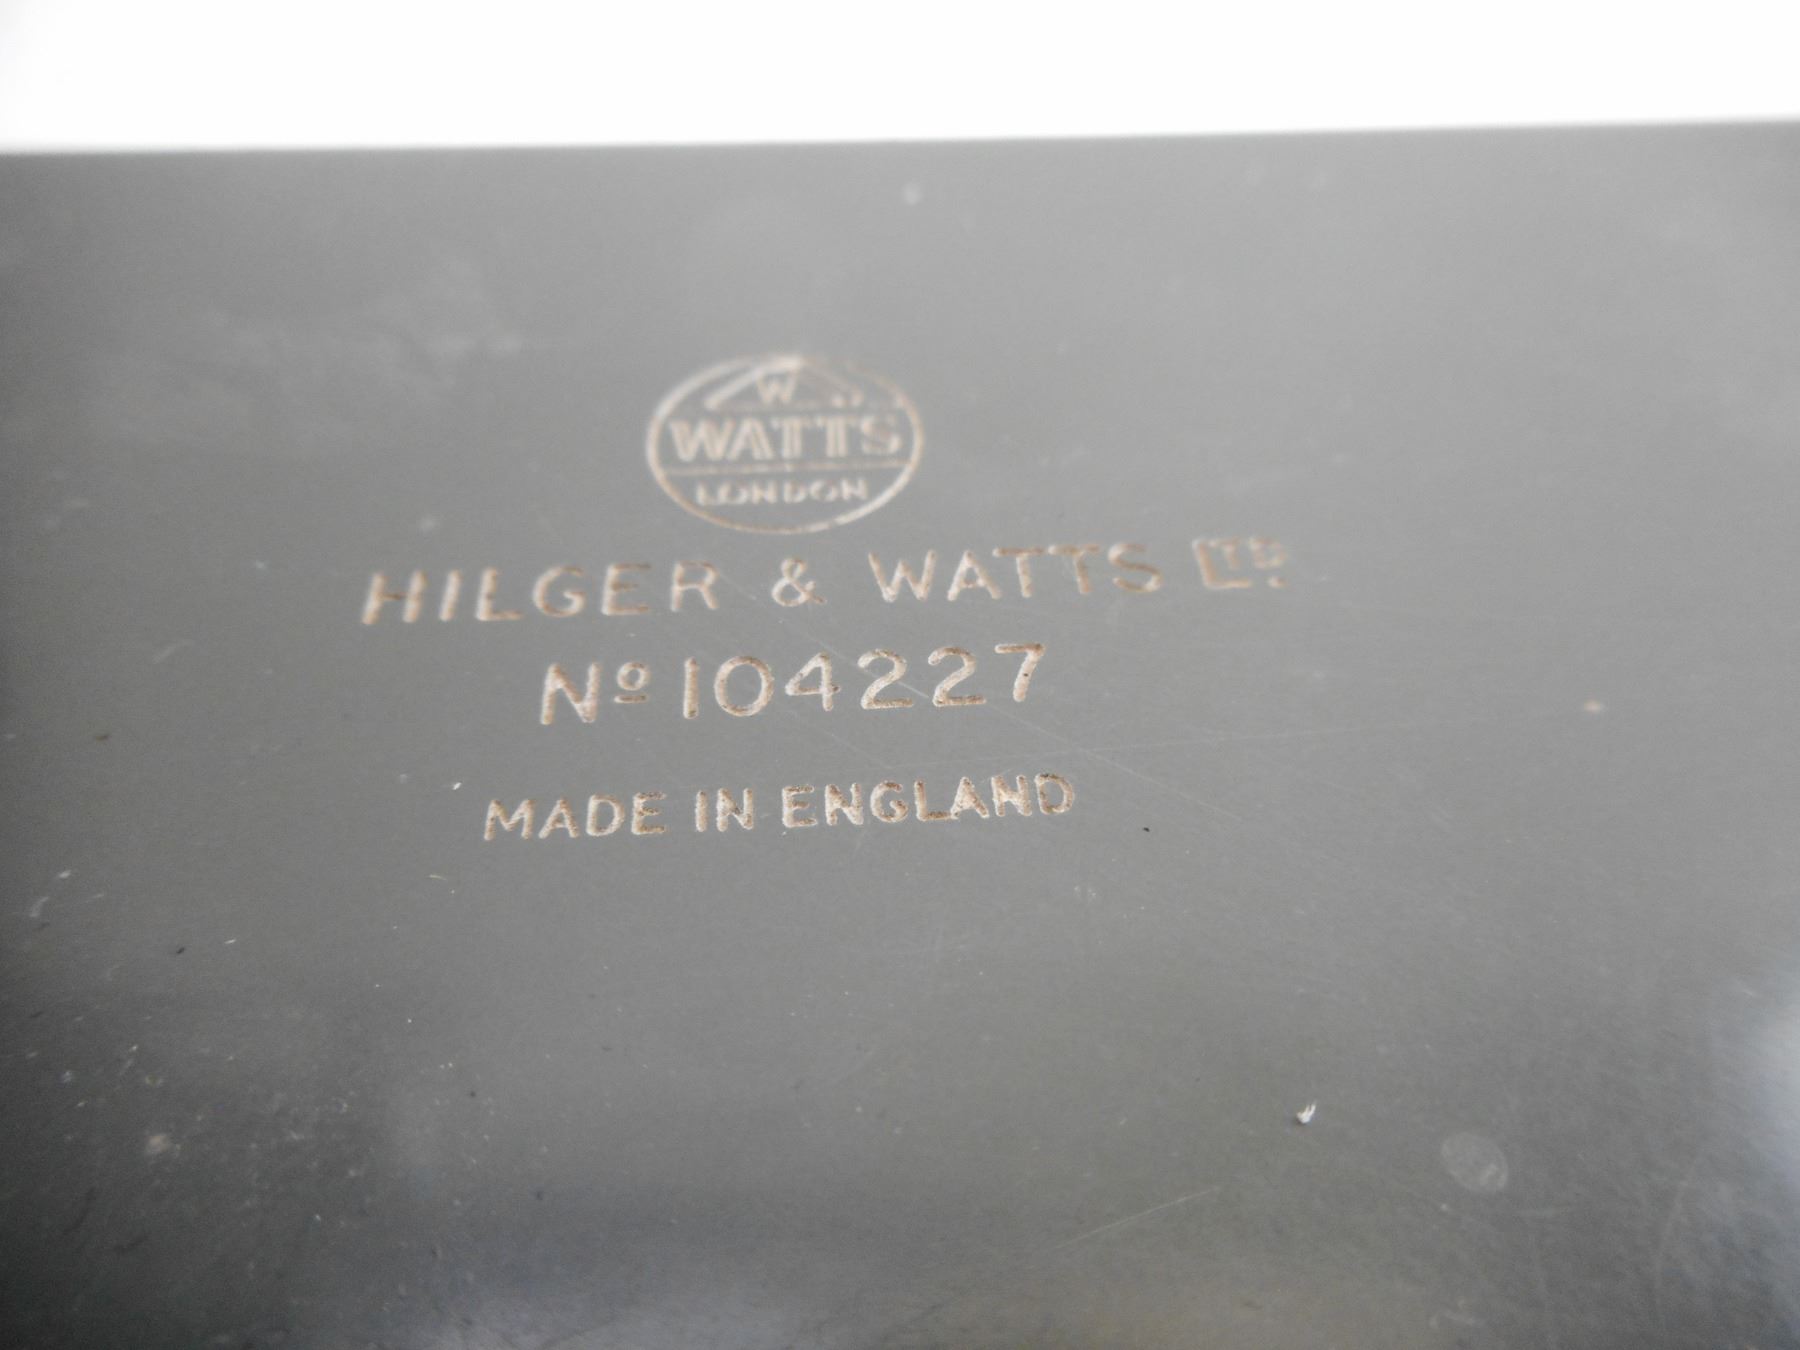 W
WATTS
LONDON
HILGER & WATTS LTD.
Nº 104227
MADE IN ENGLAND